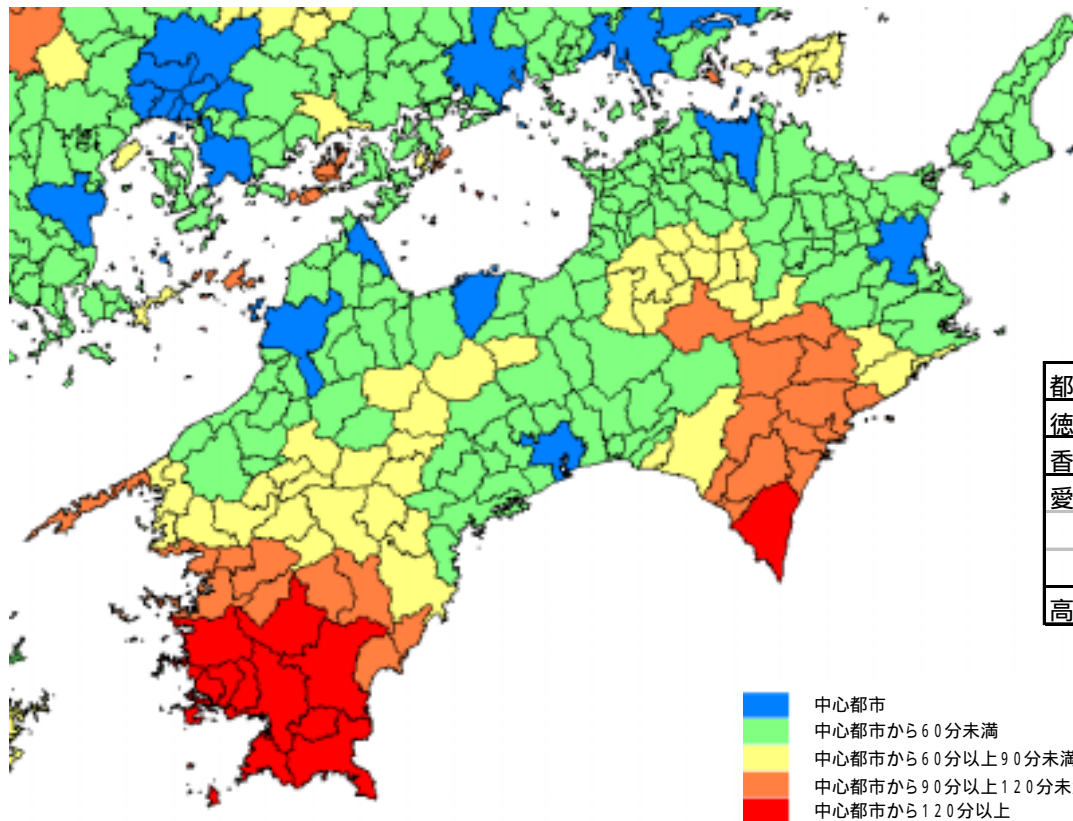 都
徳
香
愛
高
中心都市
中心都市から60分未満
中心都市から60分以上90分未満
中心都市から90分以上120分未
中心都市から120分以上